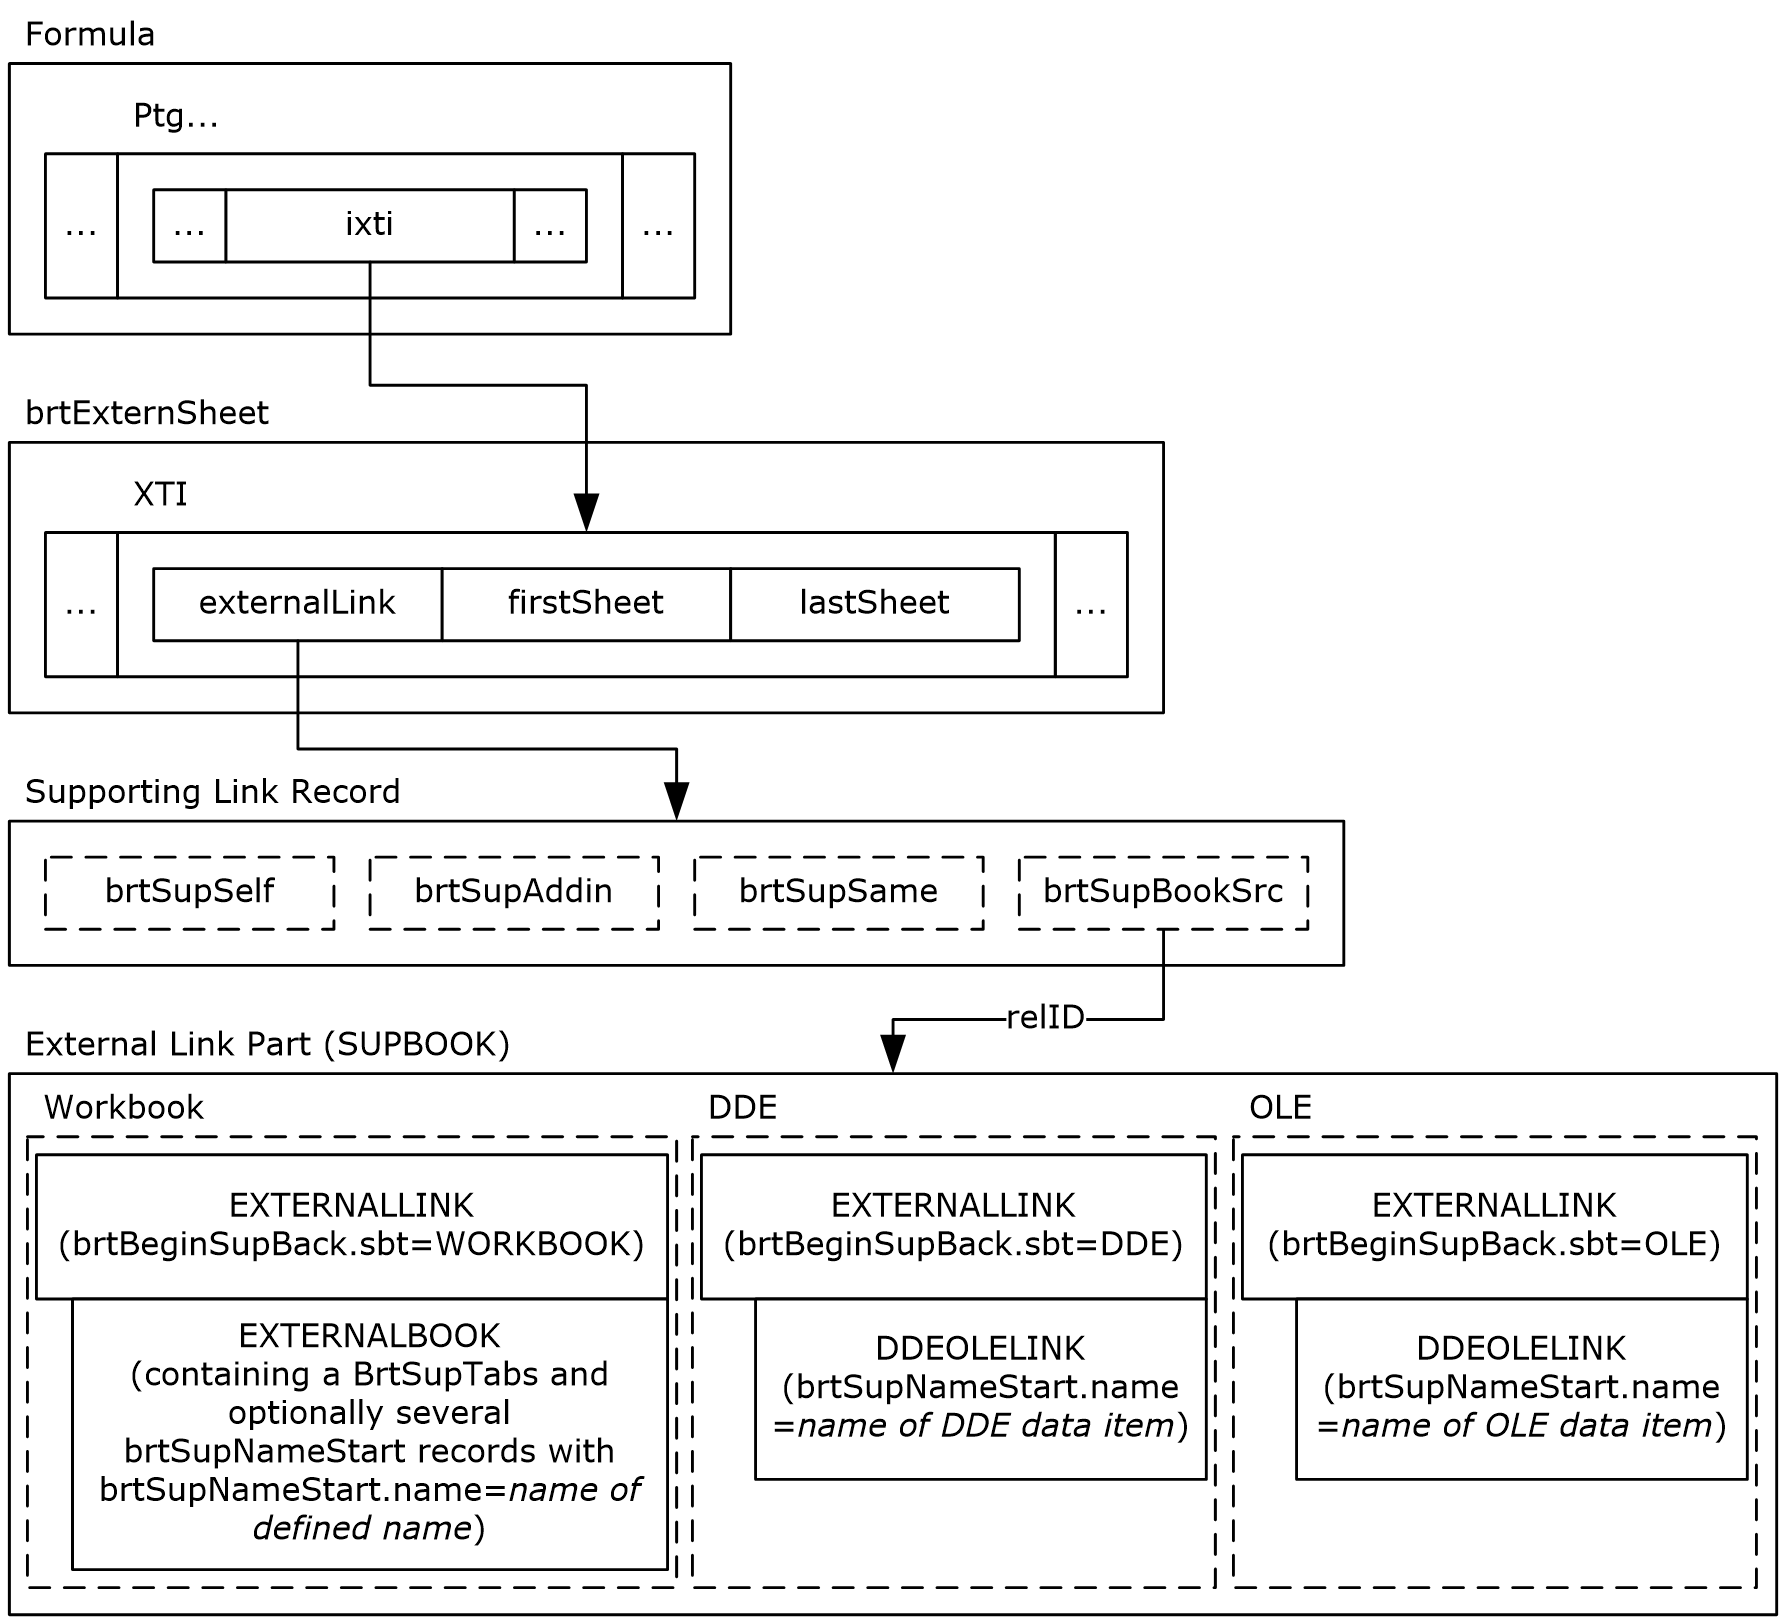 Formula
Ptg...
... ... ixti ... ...
brtExternSheet
XTI
... externalLink firstSheet lastSheet ...
Supporting Link Record
brtSupSelf brtSupAddin brtSupSame brtSupBookSrc
relID
External Link Part (SUPBOOK)
Workbook
EXTERNALLINK
(brtBeginSupBack.sbt=WORKBOOK)
EXTERNALBOOK
(containing a BrtSupTabs and
optionally several
brtSupNameStart records with
brtSupNameStart.name=name of
defined name)
DDE
EXTERNALLINK
(brtBeginSupBack.sbt=DDE)
DDEOLELINK
(brtSupNameStart.name
=name of DDE data item)
OLE
EXTERNALLINK
(brtBeginSupBack.sbt=OLE)
DDEOLELINK
(brtSupNameStart.name
=name of OLE data item)